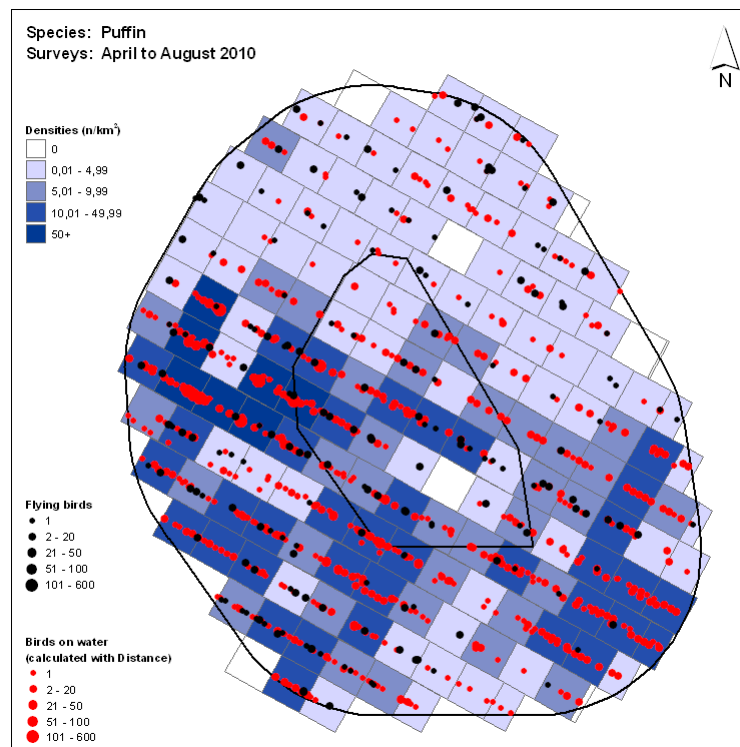 Species: Puffin
Surveys: April to August 2010
N
Densities (n/km²)
0
0,01 - 4,99
5,01 - 9,99
10,01 - 49,99
50+
Flying birds
1
2 - 20
21 - 50
51 - 100
101 - 600
Birds on water
(calculated with Distance)
1
2 - 20
21 - 50
51 - 100
101 - 600